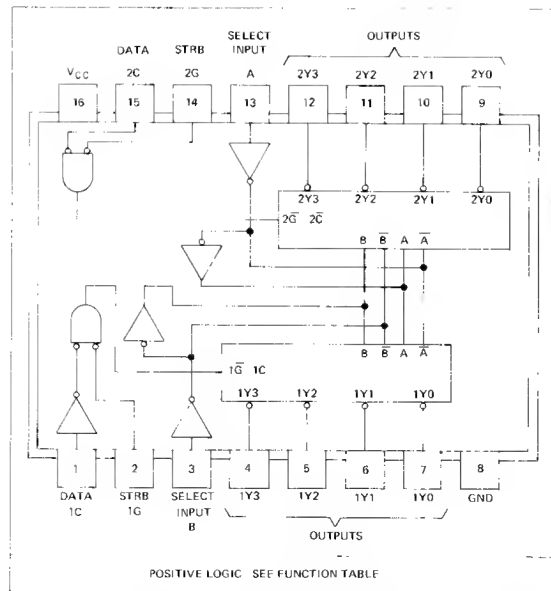 DATA STRB SELECT INPUT OUTPUTS
VCC 2C 2G A 2Y3 2Y2 2Y1 2Y0
16 15 14 13 12 11 10 9
2Y3 2Y2 2Y1 2Y0
2G̅ 2C̅
B B̅ A A̅
B B̅ A A̅
1G̅ 1C
1Y3 1Y2 1Y1 1Y0
1 2 3 4 5 6 7 8
DATA STRB SELECT 1Y3 1Y2 1Y1 1Y0 GND
1C 1G INPUT
B
OUTPUTS
POSITIVE LOGIC SEE FUNCTION TABLE